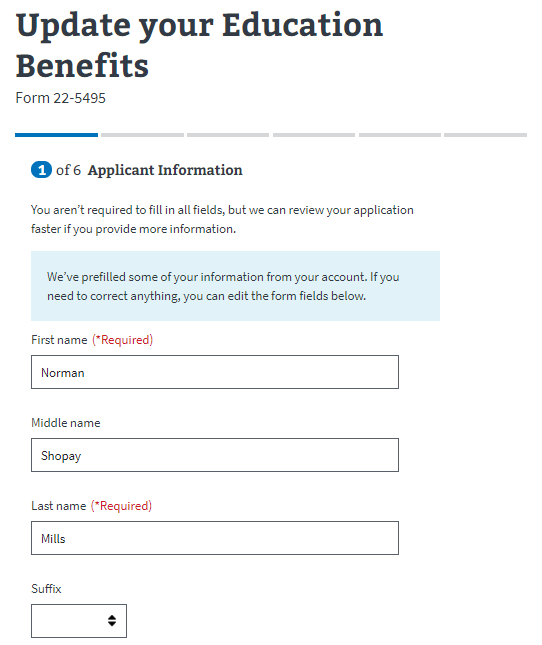 Update your Education
Benefits
Form 22-5495
1 of 6 Applicant Information
You aren’t required to fill in all fields, but we can review your application
faster if you provide more information.
We’ve prefilled some of your information from your account. If you
need to correct anything, you can edit the form fields below.
First name (*Required)
Norman
Middle name
Shopay
Last name (*Required)
Mills
Suffix